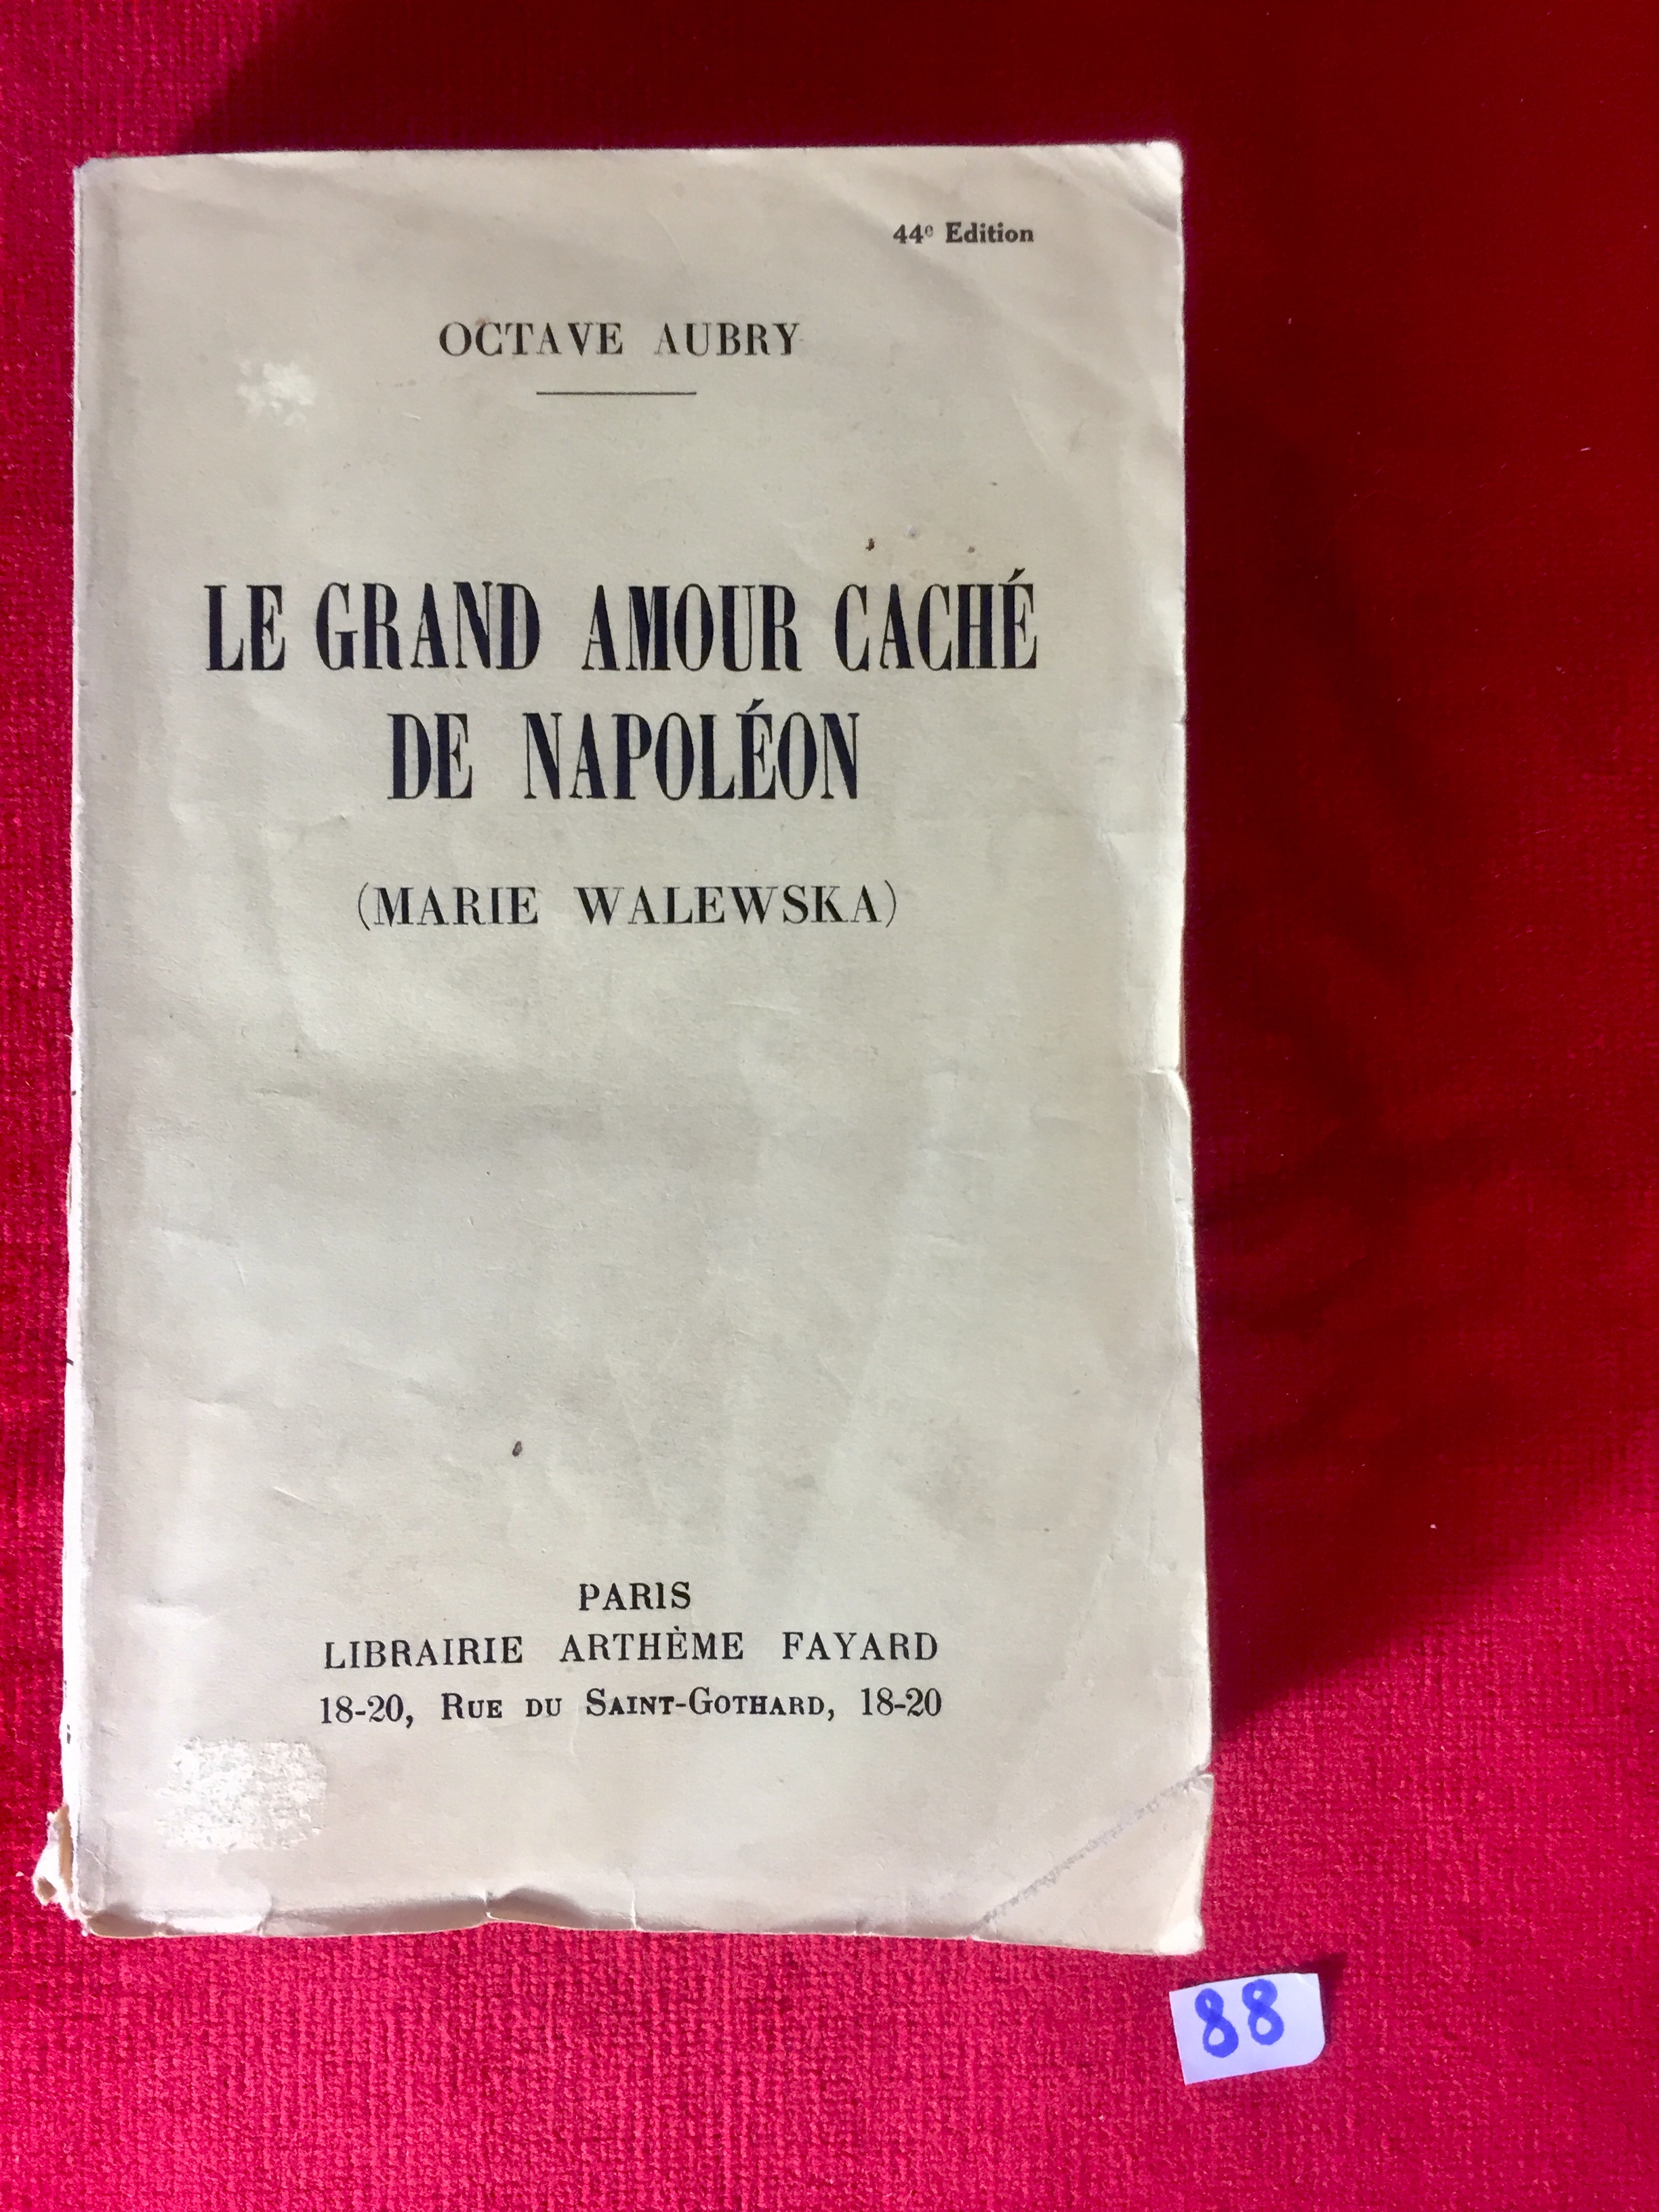 44e Edition
OCTAVE AUBRY
LE GRAND AMOUR CACHÉ
DE NAPOLÉON
(MARIE WALEWSKA)
PARIS
LIBRAIRIE ARTHÈME FAYARD
18-20, RUE DU SAINT-GOTHARD, 18-20
88